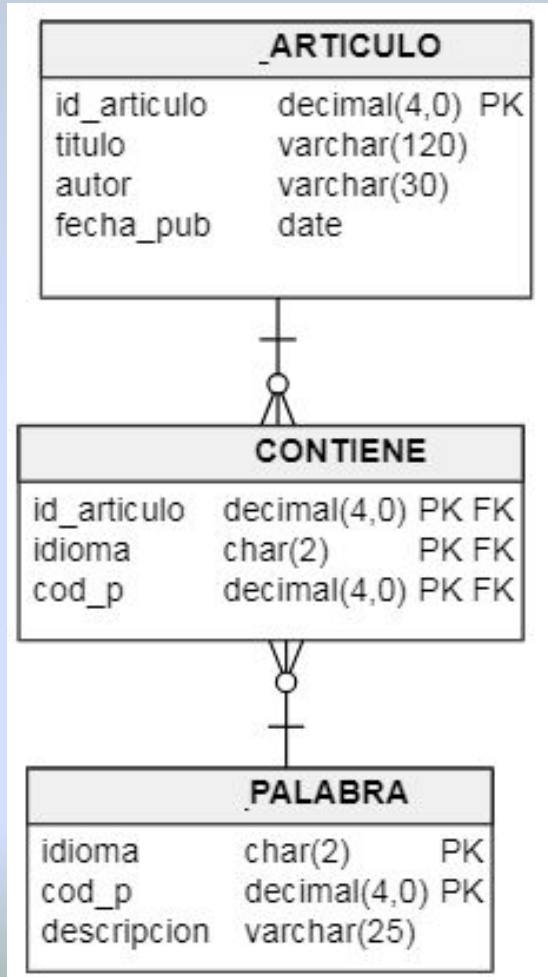 _ARTICULO
id_articulo decimal(4,0) PK
titulo varchar(120)
autor varchar(30)
fecha_pub date
CONTIENE
id_articulo decimal(4,0) PK FK
idioma char(2) PK FK
cod_p decimal(4,0) PK FK
PALABRA
idioma char(2) PK
cod_p decimal(4,0) PK
descripcion varchar(25)